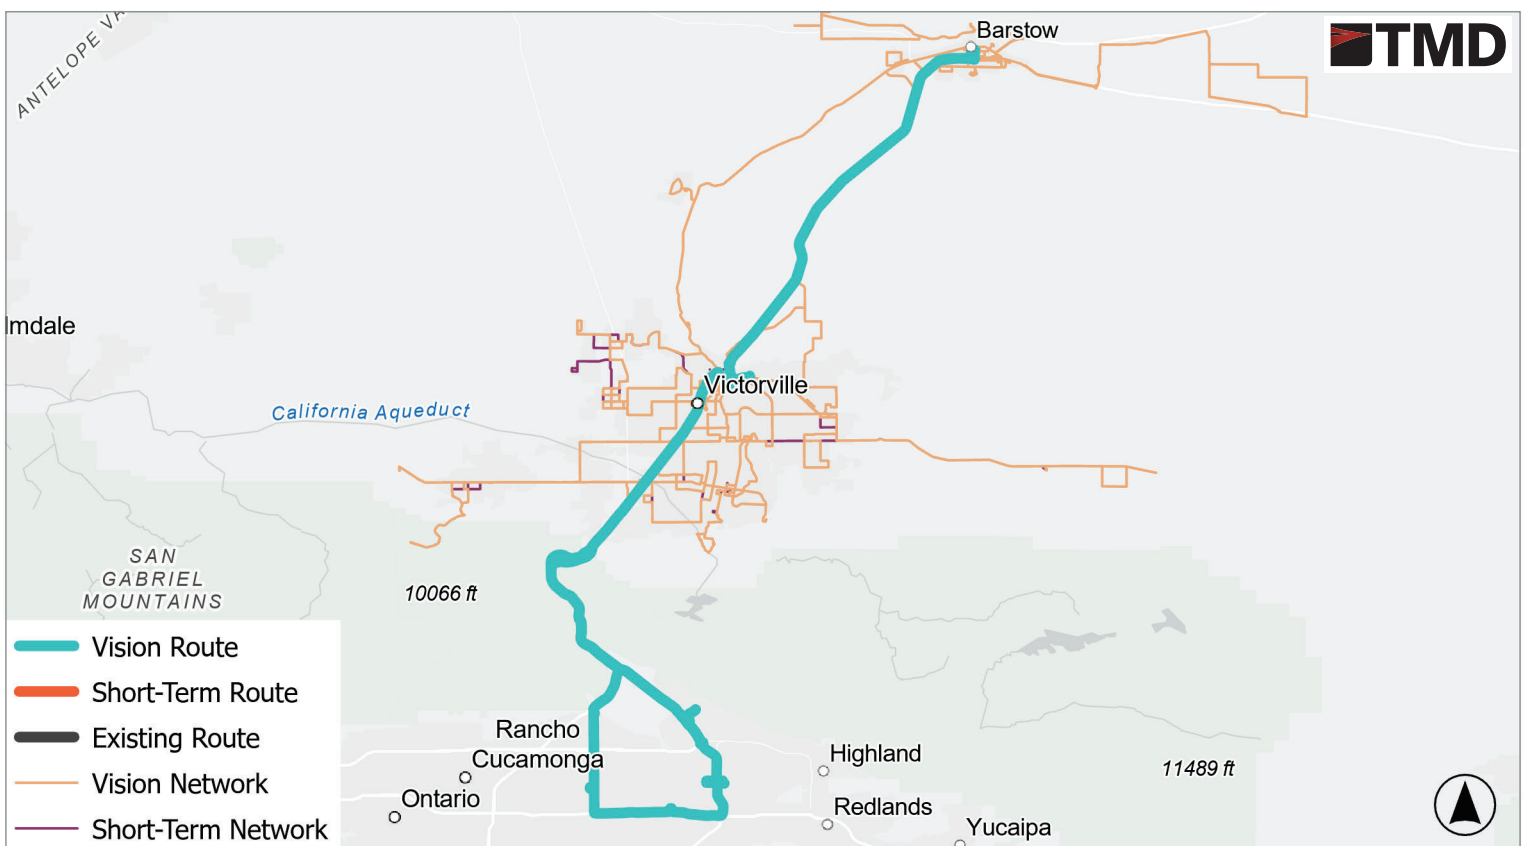 ANTELOPE VA
Barstow
TMD
lmdale
Victorville
California Aqueduct
SAN
GABRIEL
MOUNTAINS
10066 ft
Vision Route
Short-Term Route
Existing Route
Vision Network
Short-Term Network
Rancho
Cucamonga
Ontario
Highland
Redlands
Yucaipa
11489 ft